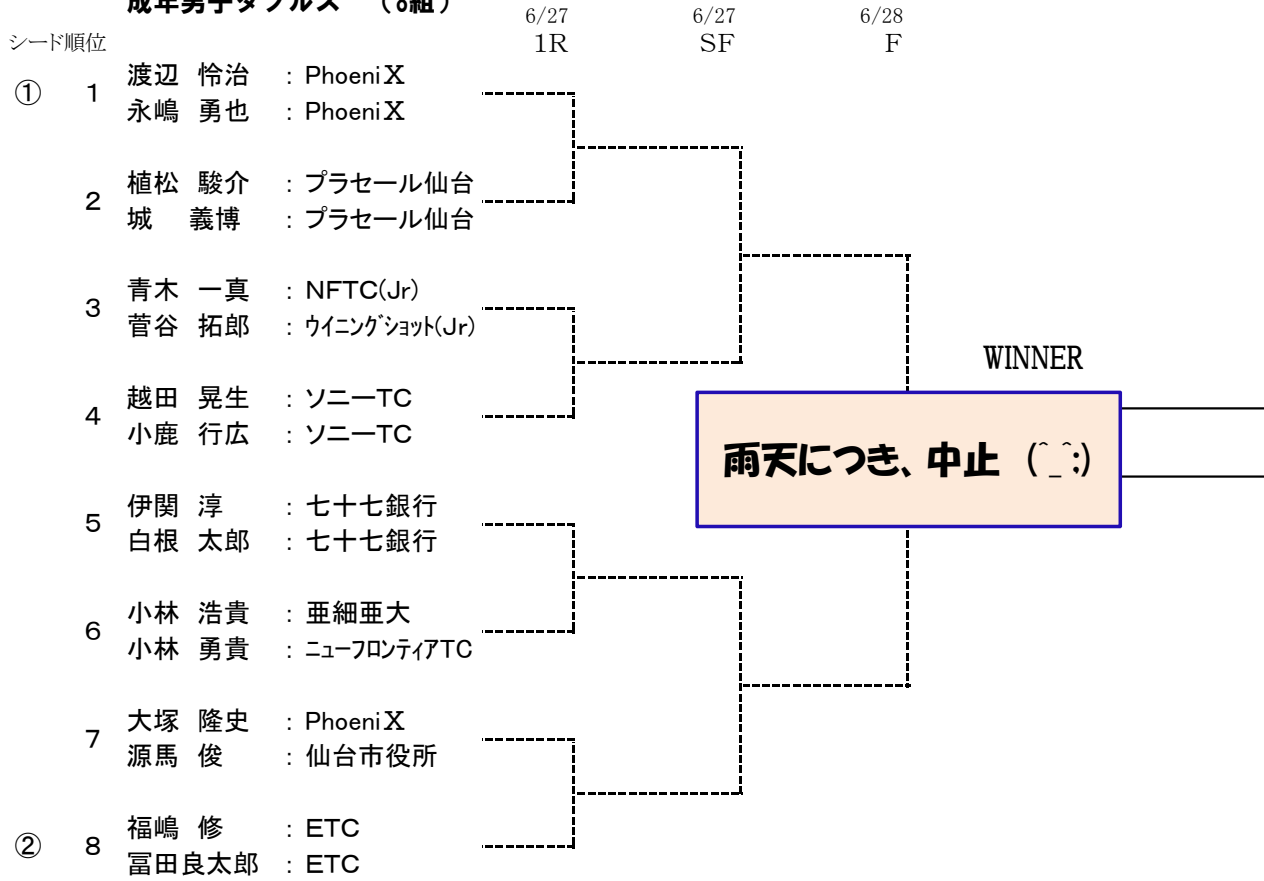 成年男子ダブルス （8組）
6/27 6/27 6/28
シード順位 1R SF F
① 1 渡辺 怜治 : PhoeniX
永嶋 勇也 : PhoeniX
2 植松 駿介 : プラセール仙台
城 義博 : プラセール仙台
3 青木 一真 : NFTC(Jr)
菅谷 拓郎 : ウイニングショット(Jr)
WINNER
4 越田 晃生 : ソニーTC
小鹿 行広 : ソニーTC
雨天につき、中止 (^_^;)
5 伊関 淳 : 七十七銀行
白根 太郎 : 七十七銀行
6 小林 浩貴 : 亜細亜大
小林 勇貴 : ニューフロンティアTC
7 大塚 隆史 : PhoeniX
源馬 俊 : 仙台市役所
② 8 福嶋 修 : ETC
冨田良太郎 : ETC